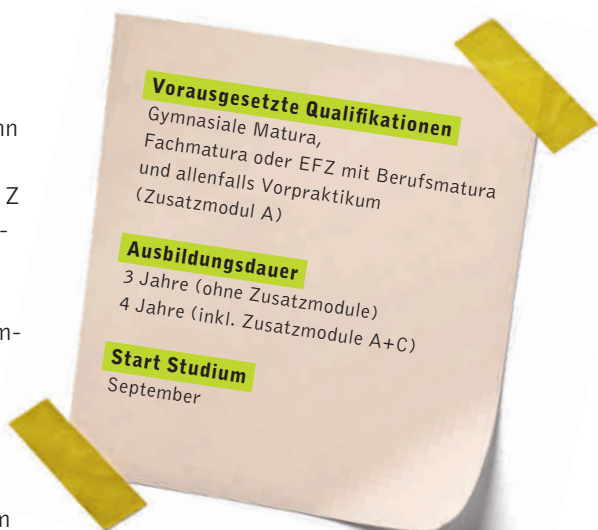 nn
Z
-
m-
m
Vorausgesetzte Qualifikationen
Gymnasiale Matura,
Fachmatura oder EFZ mit Berufsmatura
und allenfalls Vorpraktikum
(Zusatzmodul A)
Ausbildungsdauer
3 Jahre (ohne Zusatzmodule)
4 Jahre (inkl. Zusatzmodule A+C)
Start Studium
September